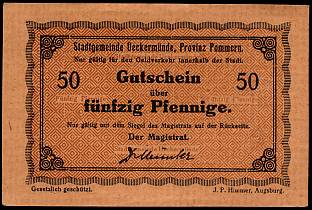 Stadtgemeinde Ueckermünde, Provinz Pommern.
Nur gültig für den Geldverkehr innerhalb der Stadt.
50 Gutschein 50
über
fünfzig Pfennige.
Nur gültig mit dem Siegel des Magistrats auf der Rückseite.
Der Magistrat.
Gesetzlich geschützt. J. P. Himmer, Augsburg.